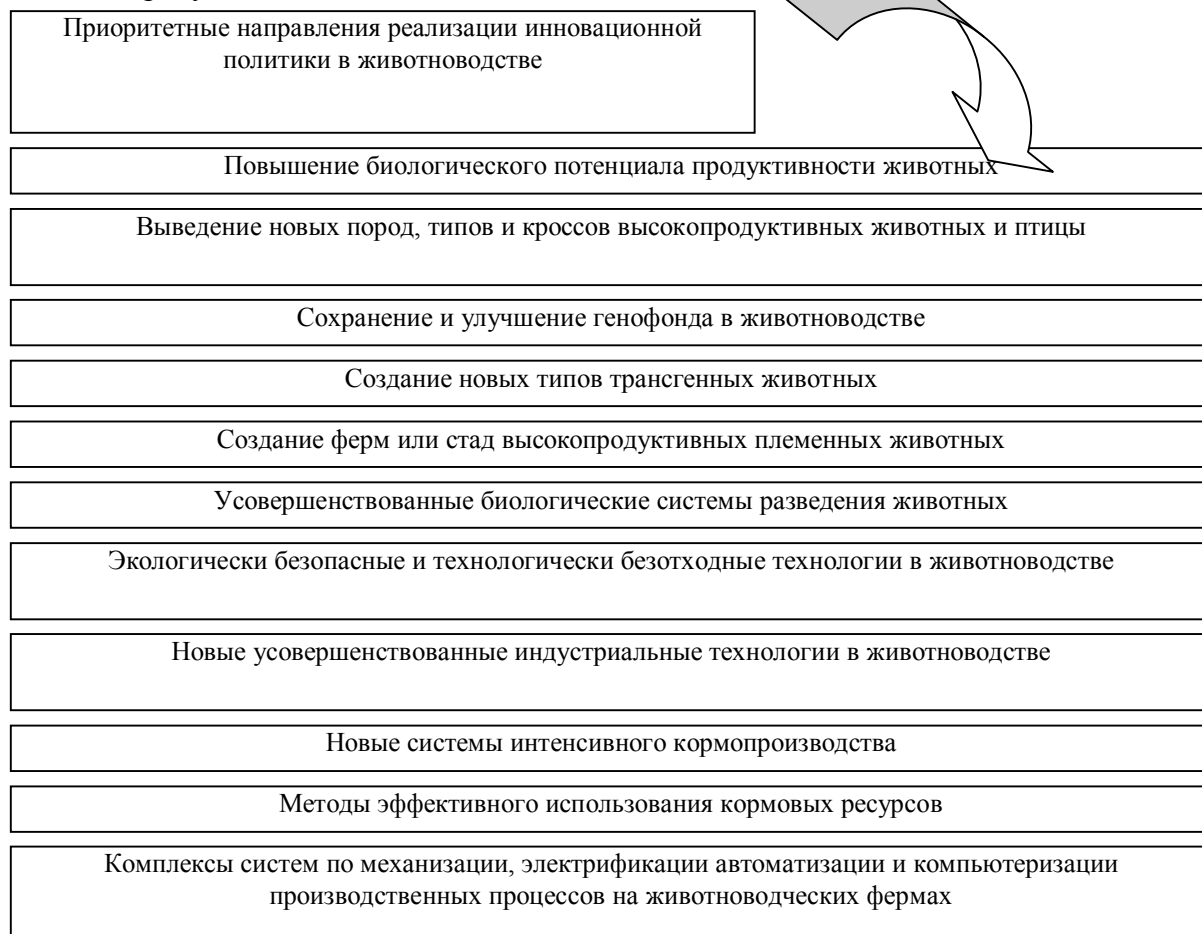 Приоритетные направления реализации инновационной
политики в животноводстве
Повышение биологического потенциала продуктивности животных
Выведение новых пород, типов и кроссов высокопродуктивных животных и птицы
Сохранение и улучшение генофонда в животноводстве
Создание новых типов трансгенных животных
Создание ферм или стад высокопродуктивных племенных животных
Усовершенствованные биологические системы разведения животных
Экологически безопасные и технологически безотходные технологии в животноводстве
Новые усовершенствованные индустриальные технологии в животноводстве
Новые системы интенсивного кормопроизводства
Методы эффективного использования кормовых ресурсов
Комплексы систем по механизации, электрификации автоматизации и компьютеризации
производственных процессов на животноводческих фермах